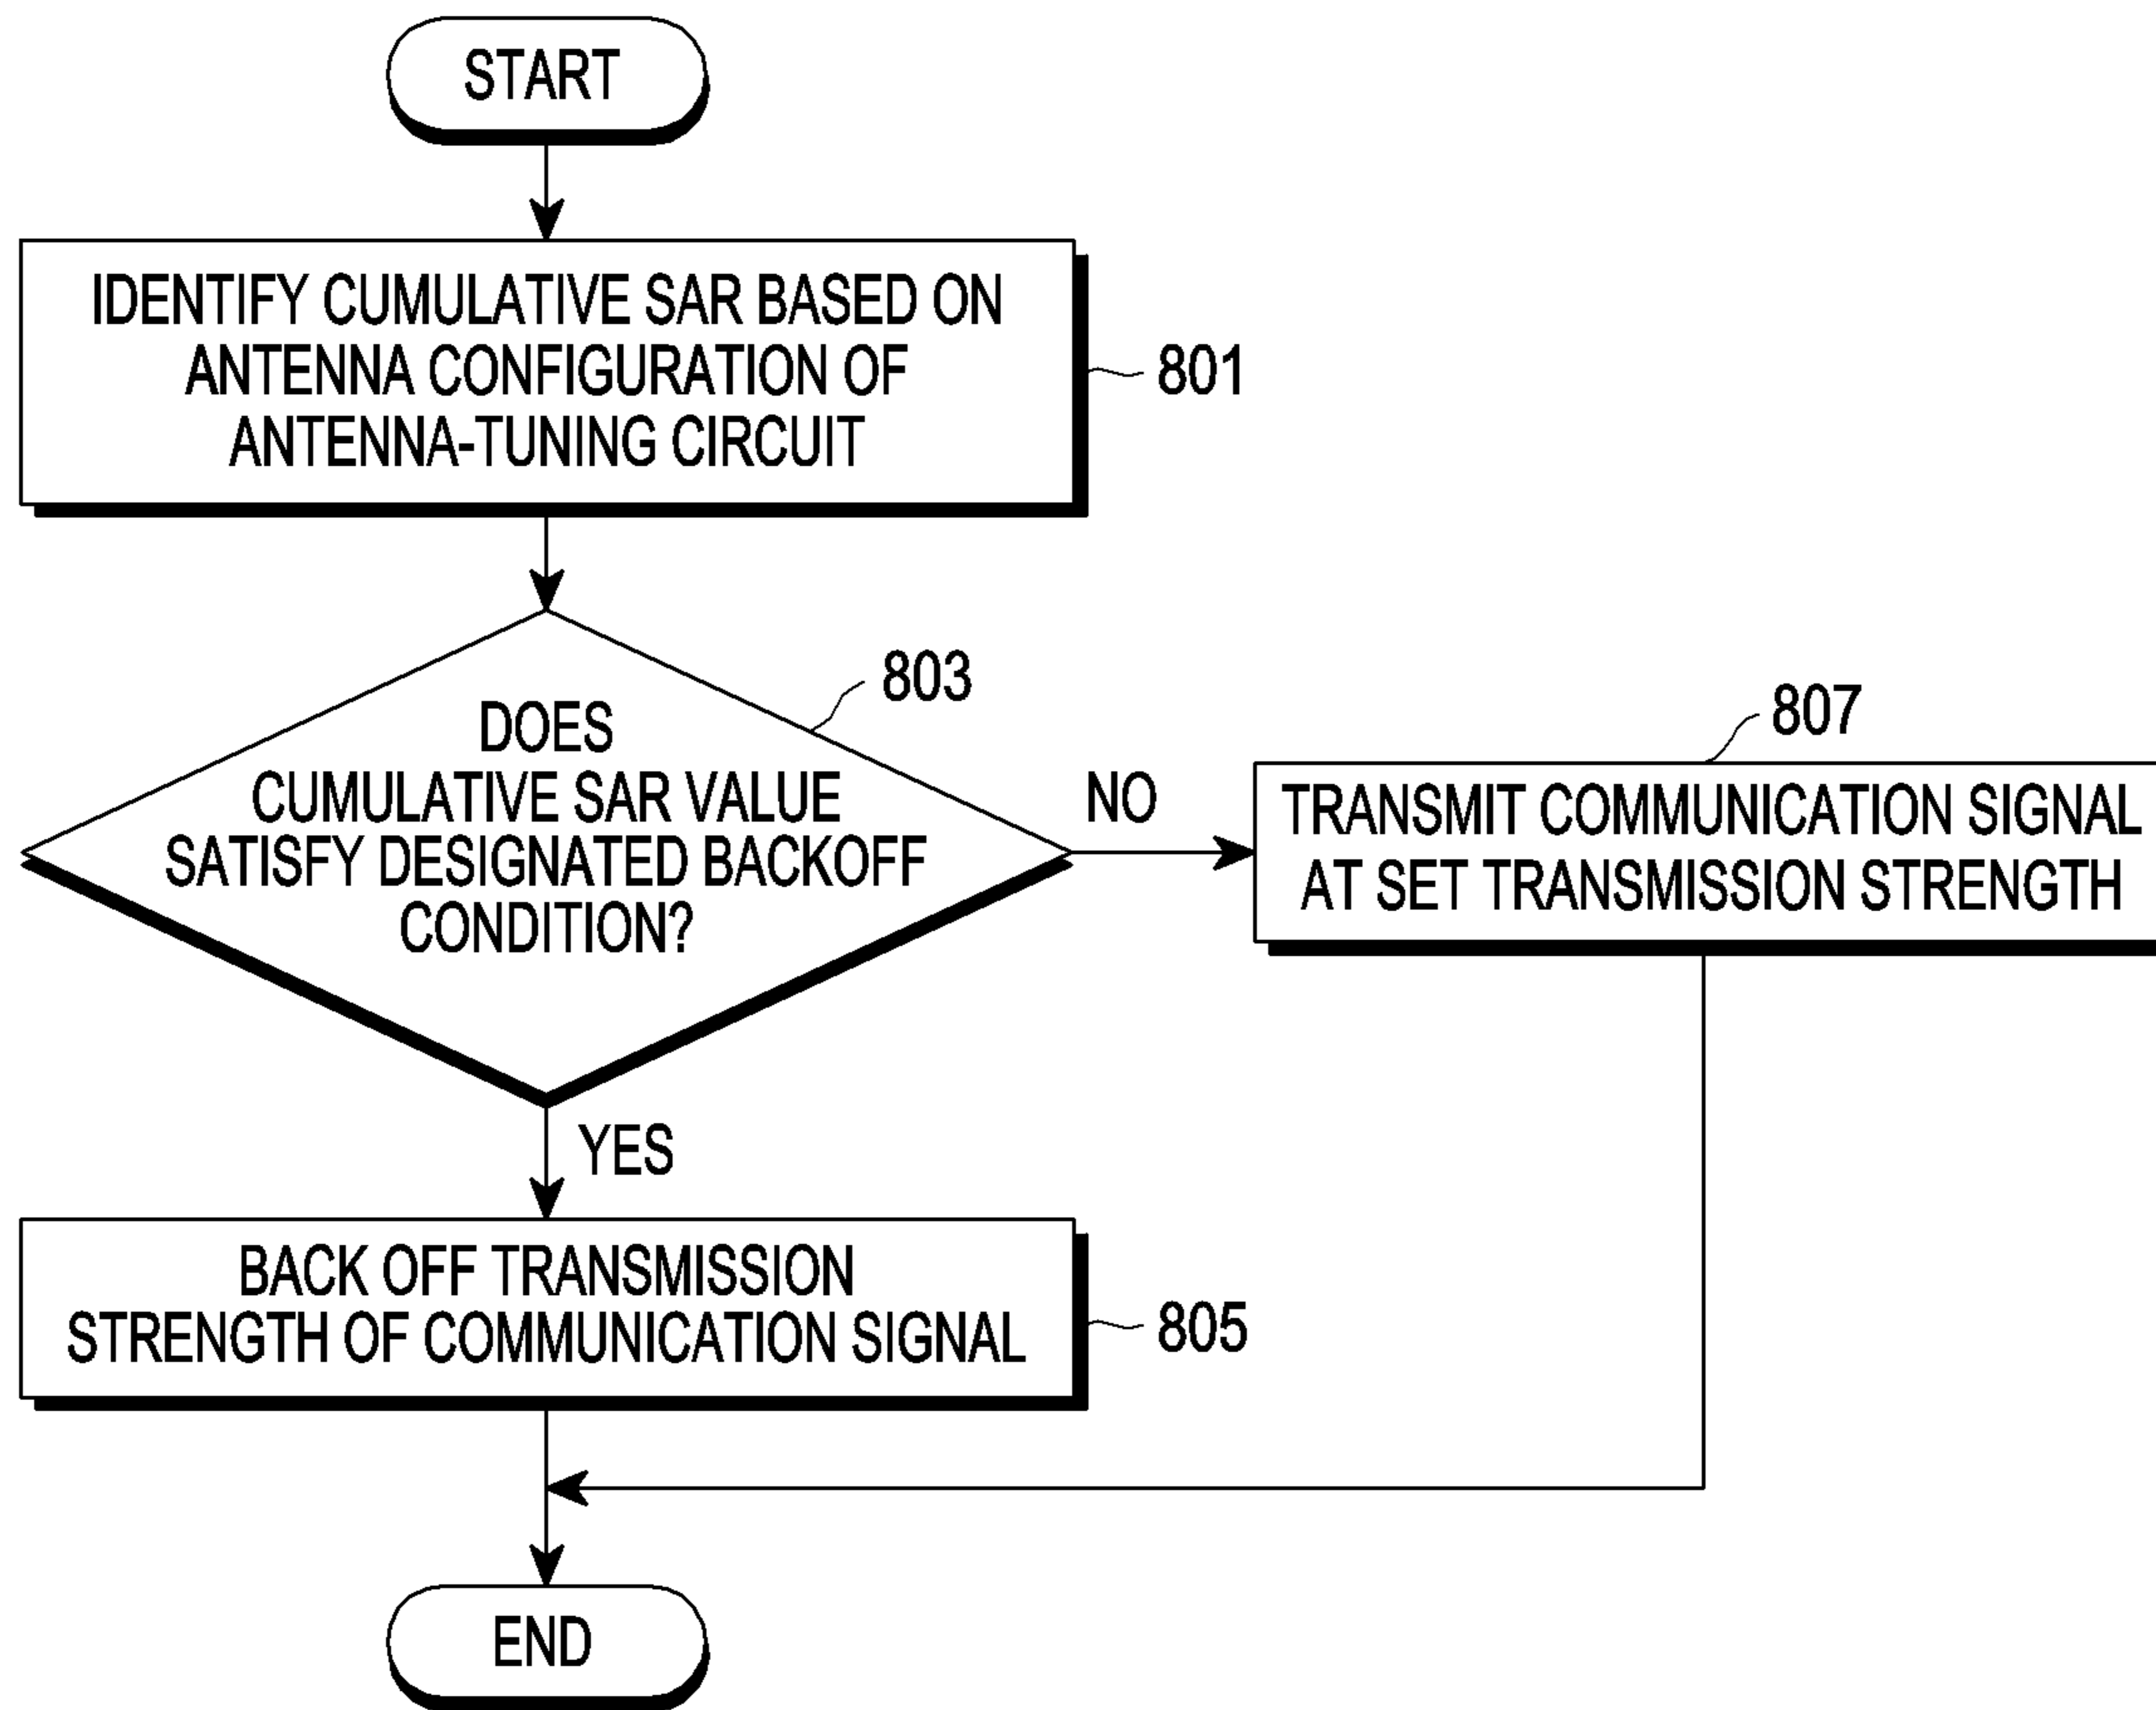 START
IDENTIFY CUMULATIVE SAR BASED ON
ANTENNA CONFIGURATION OF
ANTENNA-TUNING CIRCUIT
801
803
DOES
CUMULATIVE SAR VALUE
SATISFY DESIGNATED BACKOFF
CONDITION?
NO
807
TRANSMIT COMMUNICATION SIGNAL
AT SET TRANSMISSION STRENGTH
YES
BACK OFF TRANSMISSION
STRENGTH OF COMMUNICATION SIGNAL
805
END